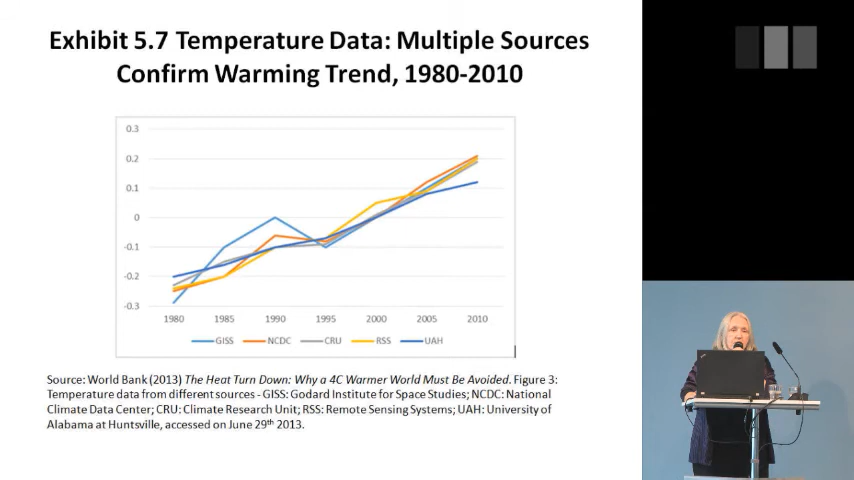 Exhibit 5.7 Temperature Data: Multiple Sources
Confirm Warming Trend, 1980-2010
0.3
0.2
0.1
0
-0.1
-0.2
-0.3
1980 1985 1990 1995 2000 2005 2010
GISS NCDC CRU RSS UAH
Source: World Bank (2013) The Heat Turn Down: Why a 4C Warmer World Must Be Avoided. Figure 3:
Temperature data from different sources - GISS: Godard Institute for Space Studies; NCDC: National
Climate Data Center; CRU: Climate Research Unit; RSS: Remote Sensing Systems; UAH: University of
Alabama at Huntsville, accessed on June 29th 2013.